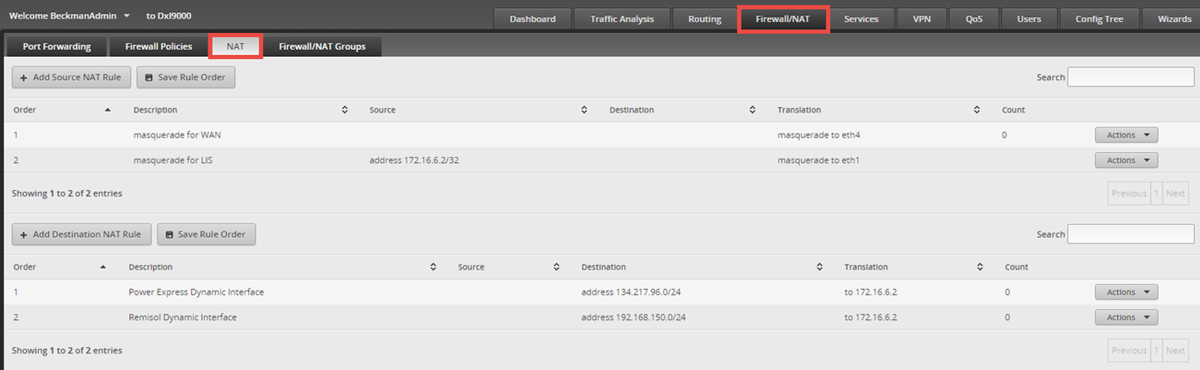 Welcome BeckmanAdmin to DxI9000 Dashboard Traffic Analysis Routing Firewall/NAT Services VPN QoS Users Config Tree Wizards
Port Forwarding Firewall Policies NAT Firewall/NAT Groups
+ Add Source NAT Rule Save Rule Order Search
Order Description Source Destination Translation Count
1 masquerade for WAN masquerade to eth4 0 Actions
2 masquerade for LIS address 172.16.6.2/32 masquerade to eth1 Actions
Showing 1 to 2 of 2 entries Previous 1 Next
+ Add Destination NAT Rule Save Rule Order Search
Order Description Source Destination Translation Count
1 Power Express Dynamic Interface address 134.217.96.0/24 to 172.16.6.2 0 Actions
2 Remisol Dynamic Interface address 192.168.150.0/24 to 172.16.6.2 0 Actions
Showing 1 to 2 of 2 entries Previous 1 Next